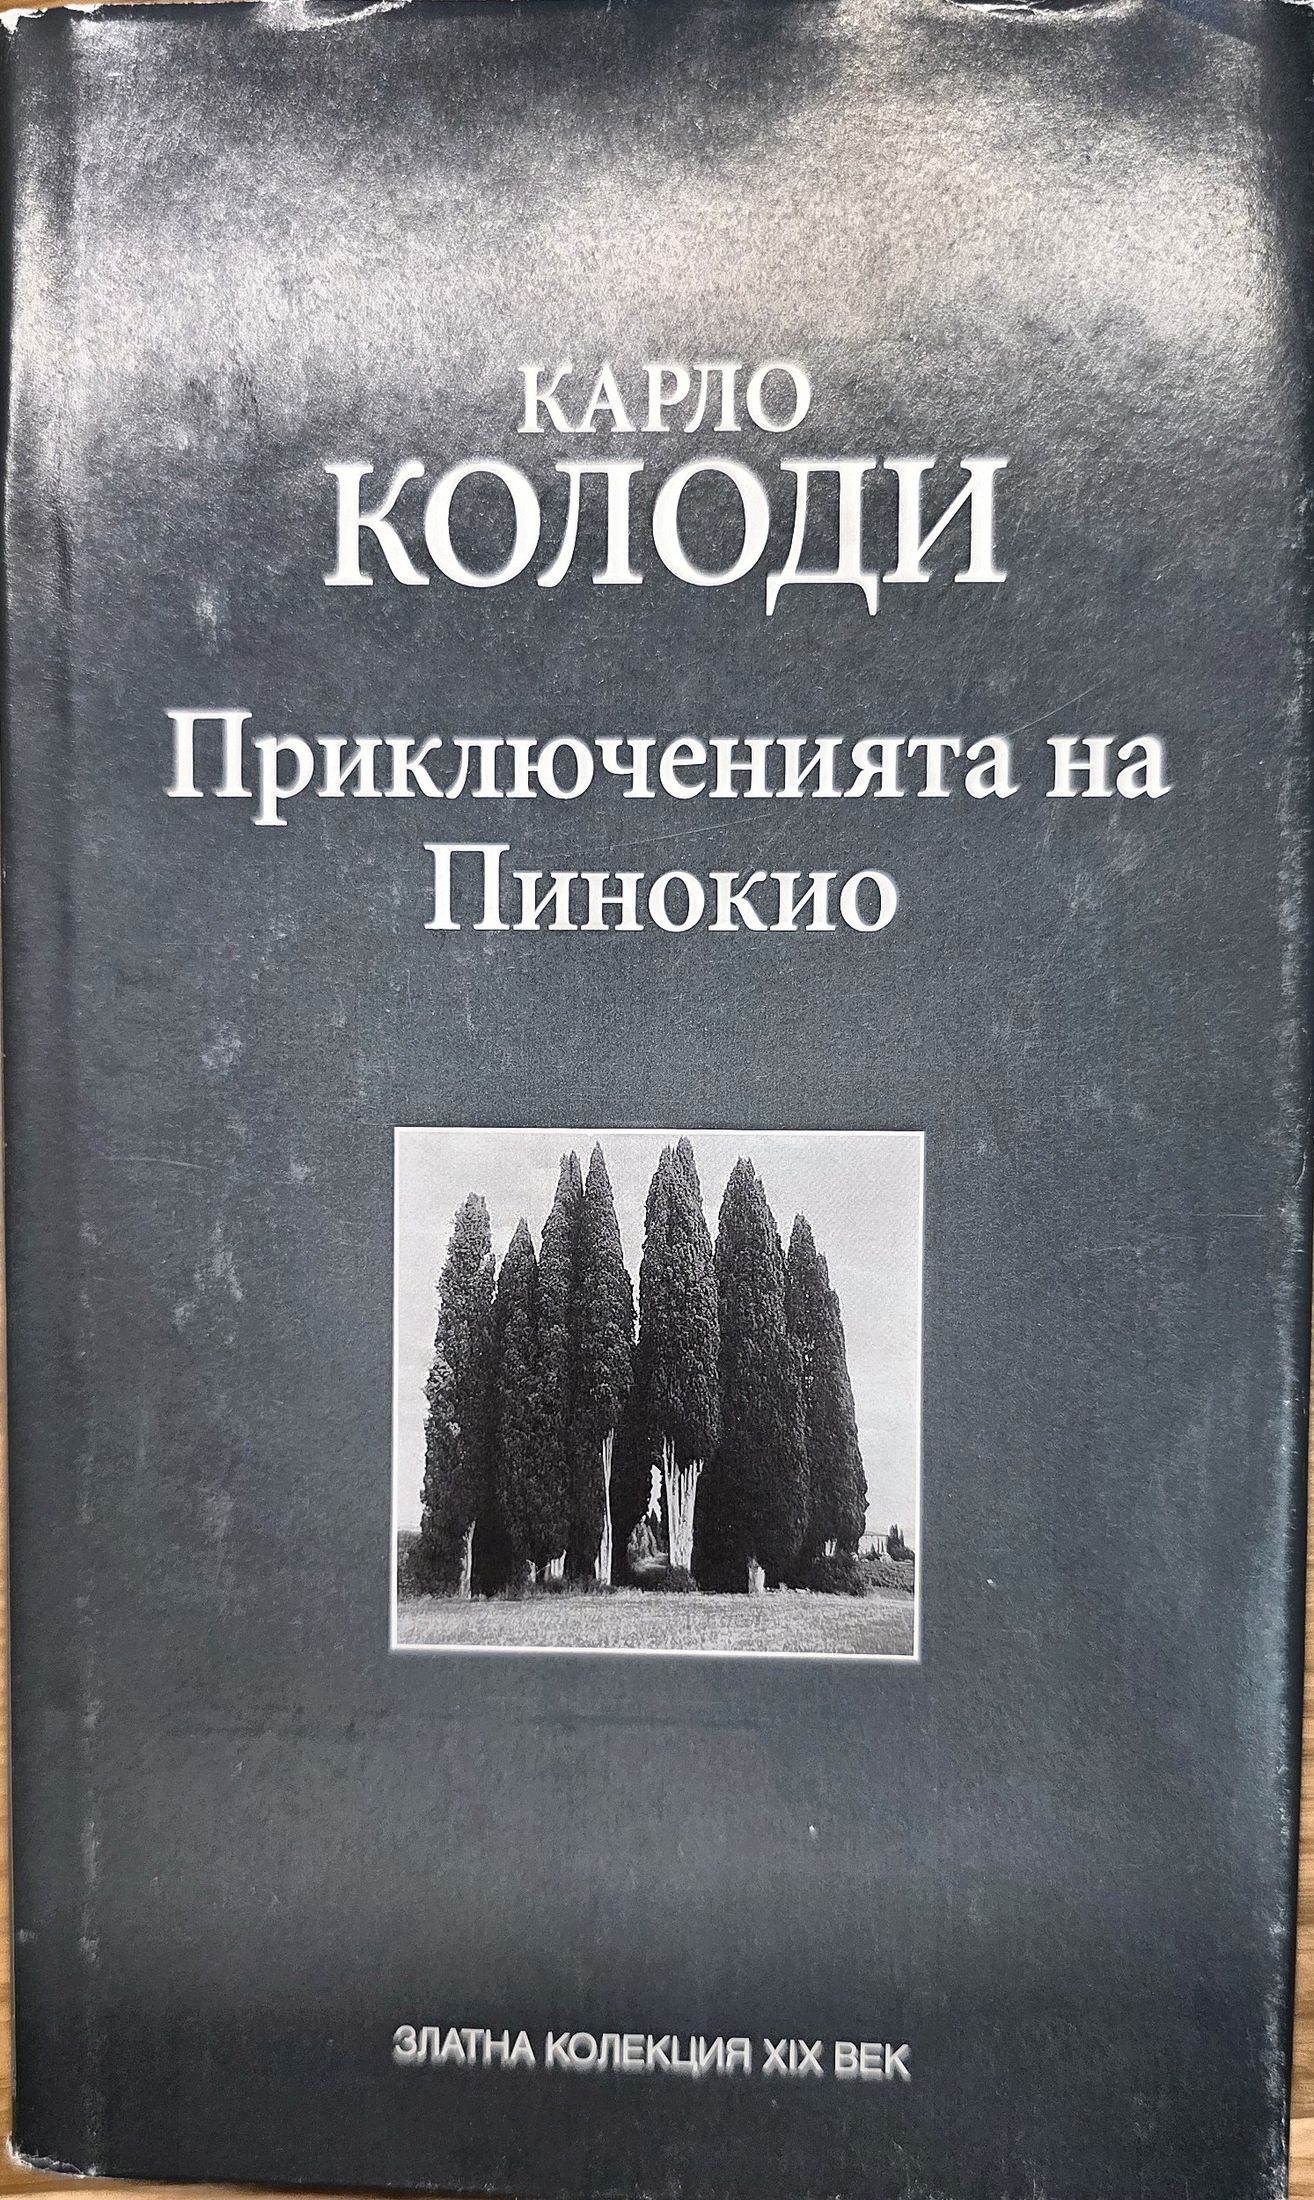 КАРЛО
КОЛОДИ
Приключенията на
Пинокио
ЗЛАТНА КОЛЕКЦИЯ XIX ВЕК